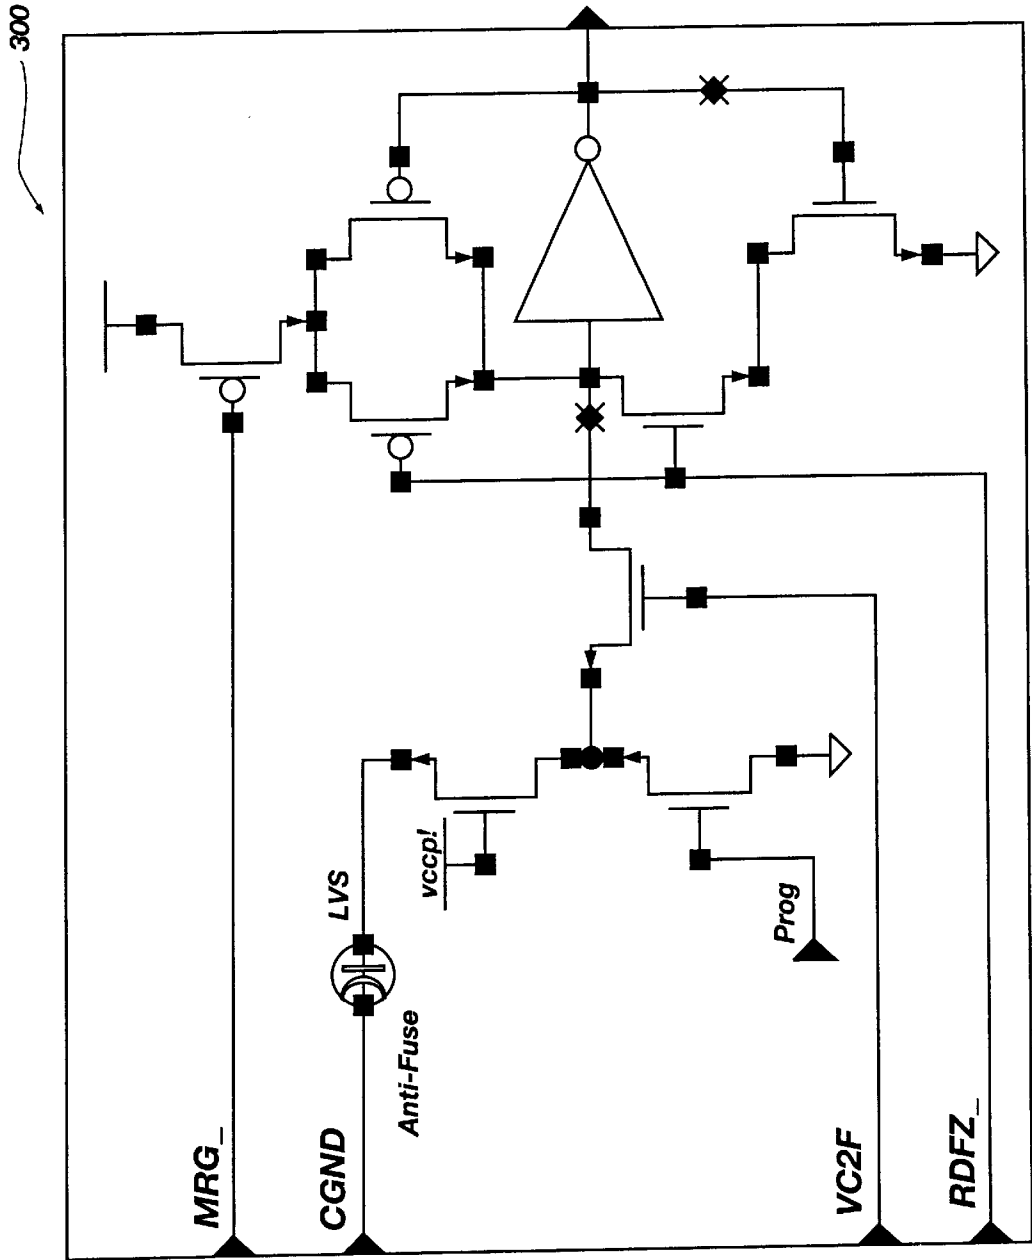 300
MRG_
CGND
Anti-Fuse
LVS
vccp!
Prog
VC2F
RDFZ_